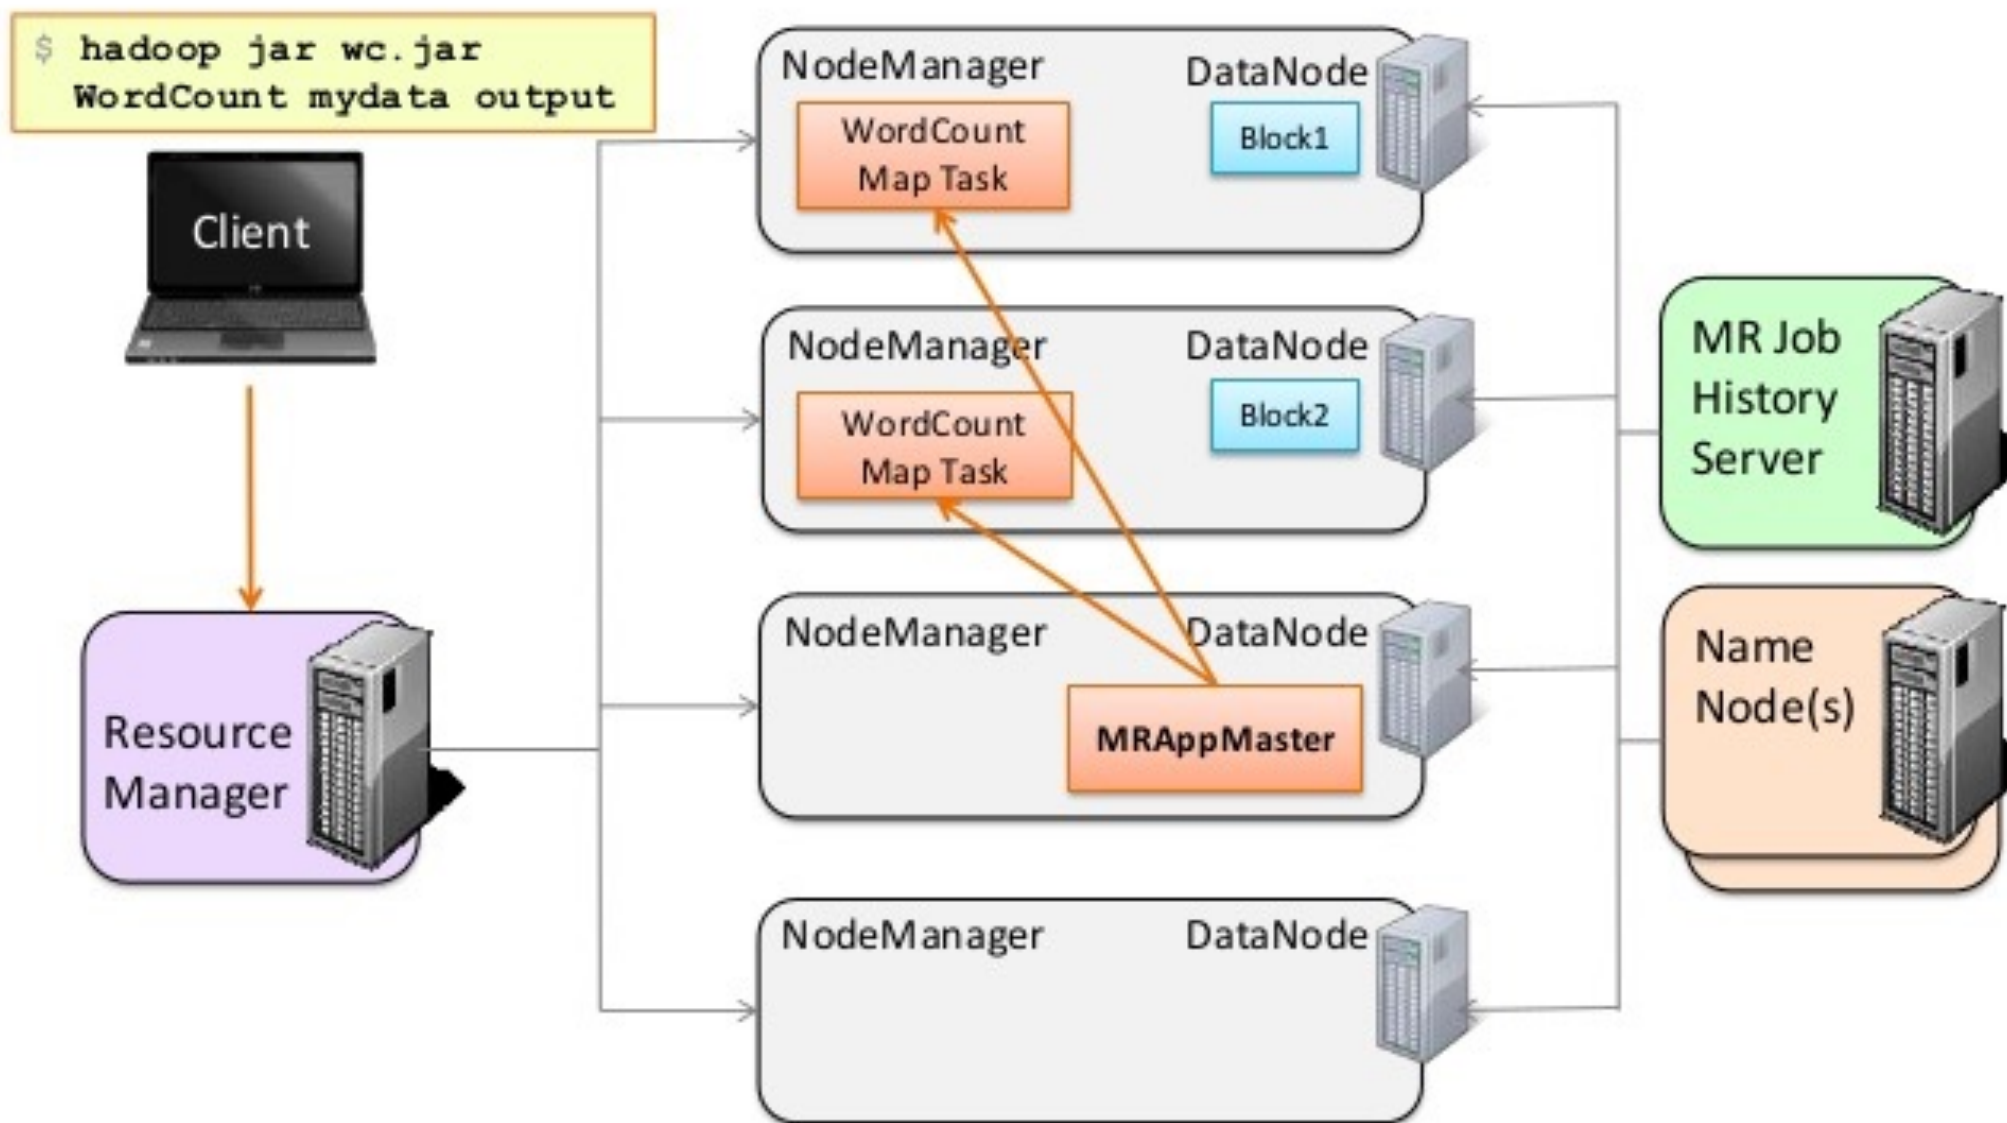 $ hadoop jar wc.jar
WordCount mydata output
Client
Resource
Manager
NodeManager
DataNode
WordCount
Map Task
Block1
NodeManager
DataNode
WordCount
Map Task
Block2
NodeManager
DataNode
MRAppMaster
NodeManager
DataNode
MR Job
History
Server
Name
Node(s)